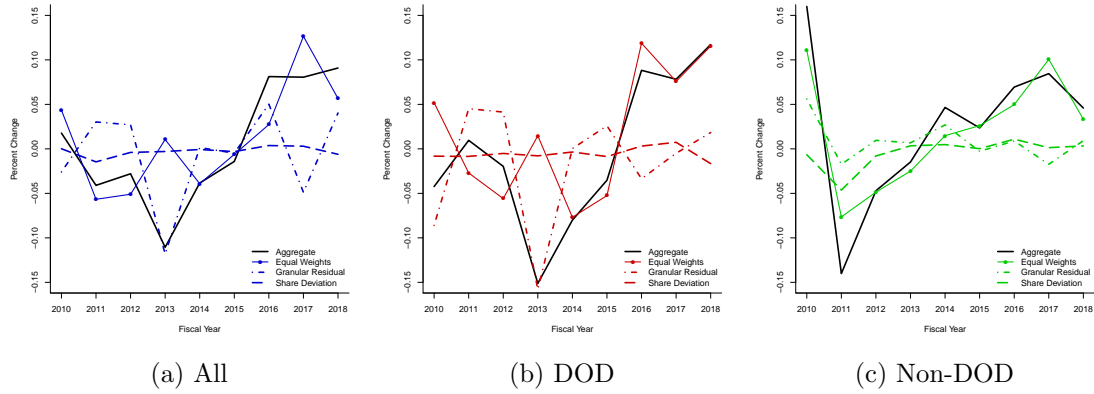 Percent Change
0.15
0.10
0.05
0.00
−0.05
−0.10
−0.15
Aggregate
Equal Weights
Granular Residual
Share Deviation
2010 2011 2012 2013 2014 2015 2016 2017 2018
Fiscal Year
(a) All
Percent Change
0.15
0.10
0.05
0.00
−0.05
−0.10
−0.15
Aggregate
Equal Weights
Granular Residual
Share Deviation
2010 2011 2012 2013 2014 2015 2016 2017 2018
Fiscal Year
(b) DOD
Percent Change
0.15
0.10
0.05
0.00
−0.05
−0.10
−0.15
Aggregate
Equal Weights
Granular Residual
Share Deviation
2010 2011 2012 2013 2014 2015 2016 2017 2018
Fiscal Year
(c) Non-DOD